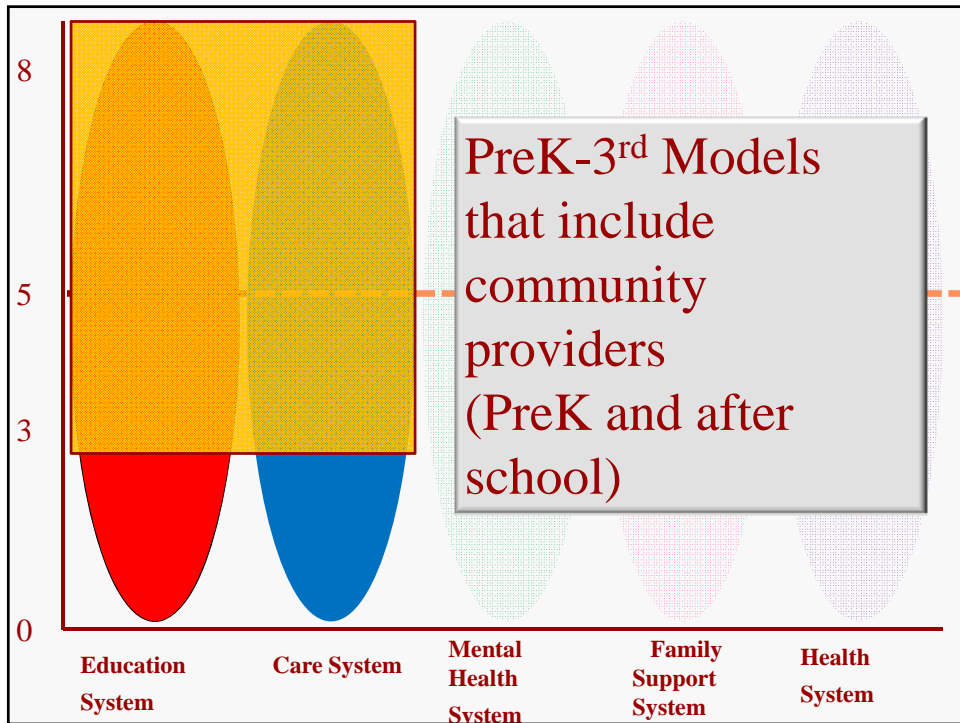 8
5
3
0
PreK-3rd Models
that include
community
providers
(PreK and after
school)
Education
System
Care System
Mental
Health
System
Family
Support
System
Health
System